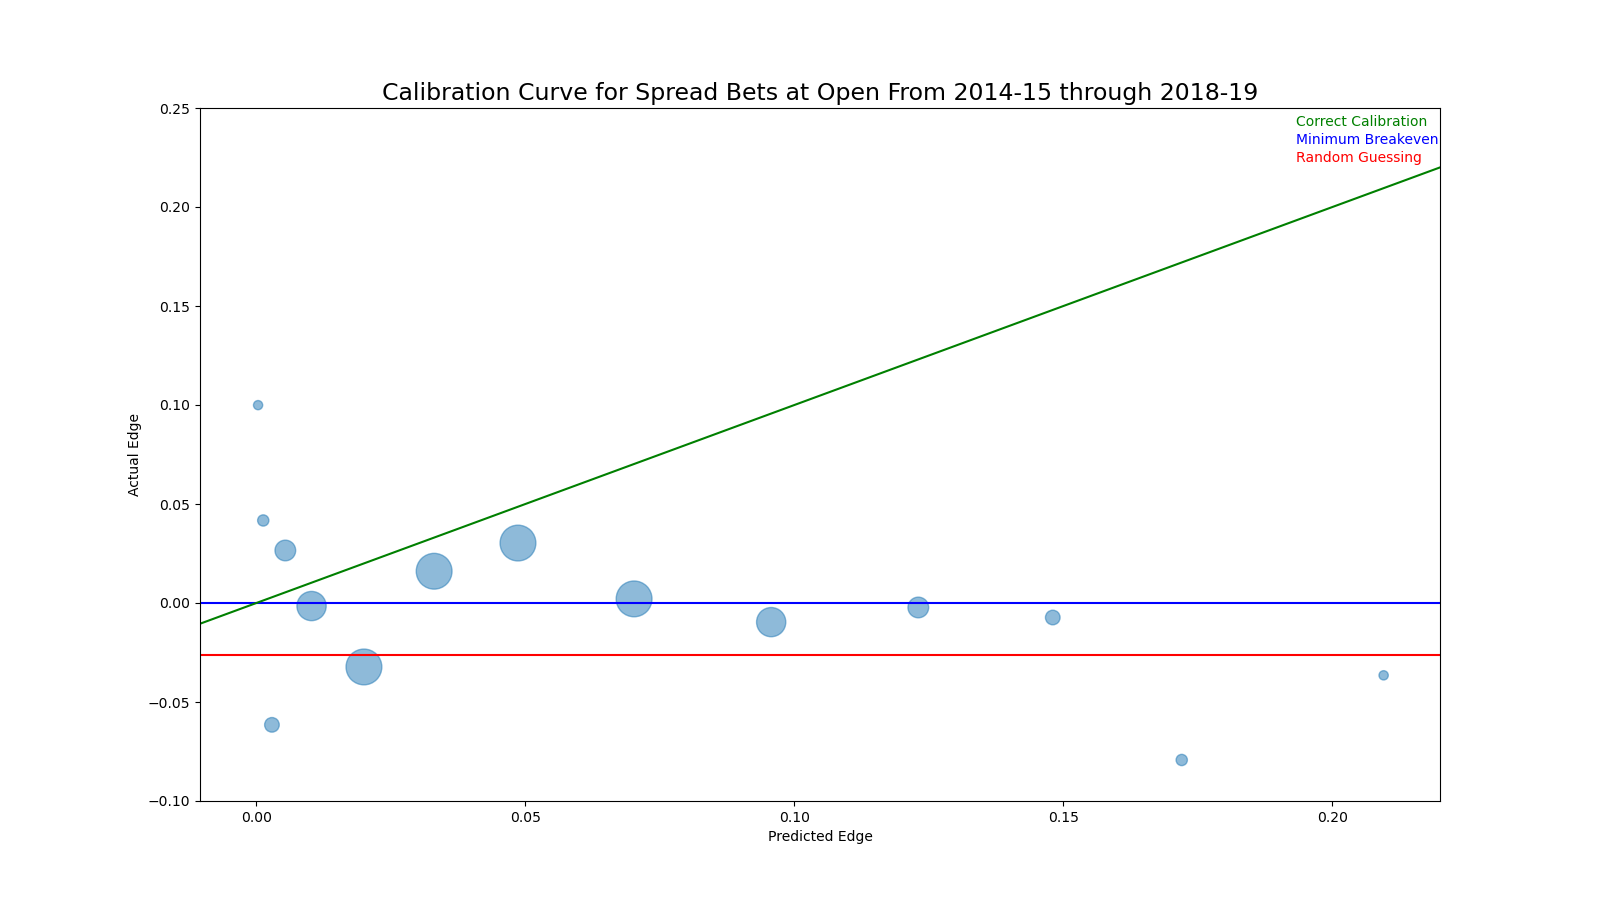 Calibration Curve for Spread Bets at Open From 2014-15 through 2018-19
Correct Calibration
Minimum Breakeven
Random Guessing
0.25
0.20
0.15
0.10
0.05
0.00
−0.05
−0.10
Actual Edge
0.00 0.05 0.10 0.15 0.20
Predicted Edge